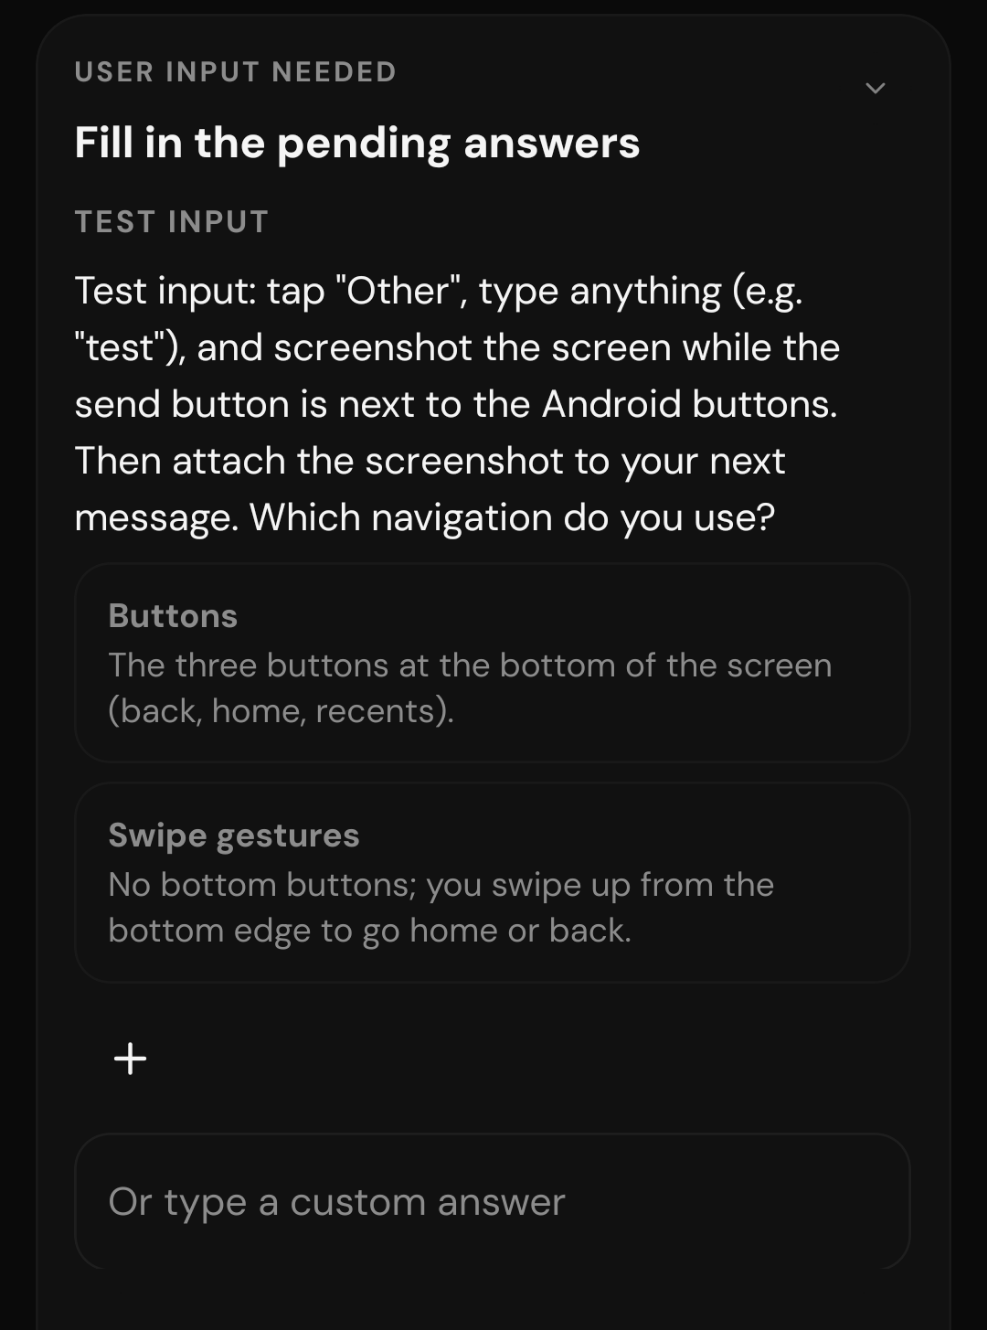 USER INPUT NEEDED
Fill in the pending answers
TEST INPUT
Test input: tap "Other", type anything (e.g.
"test"), and screenshot the screen while the
send button is next to the Android buttons.
Then attach the screenshot to your next
message. Which navigation do you use?
Buttons
The three buttons at the bottom of the screen
(back, home, recents).
Swipe gestures
No bottom buttons; you swipe up from the
bottom edge to go home or back.
+
Or type a custom answer